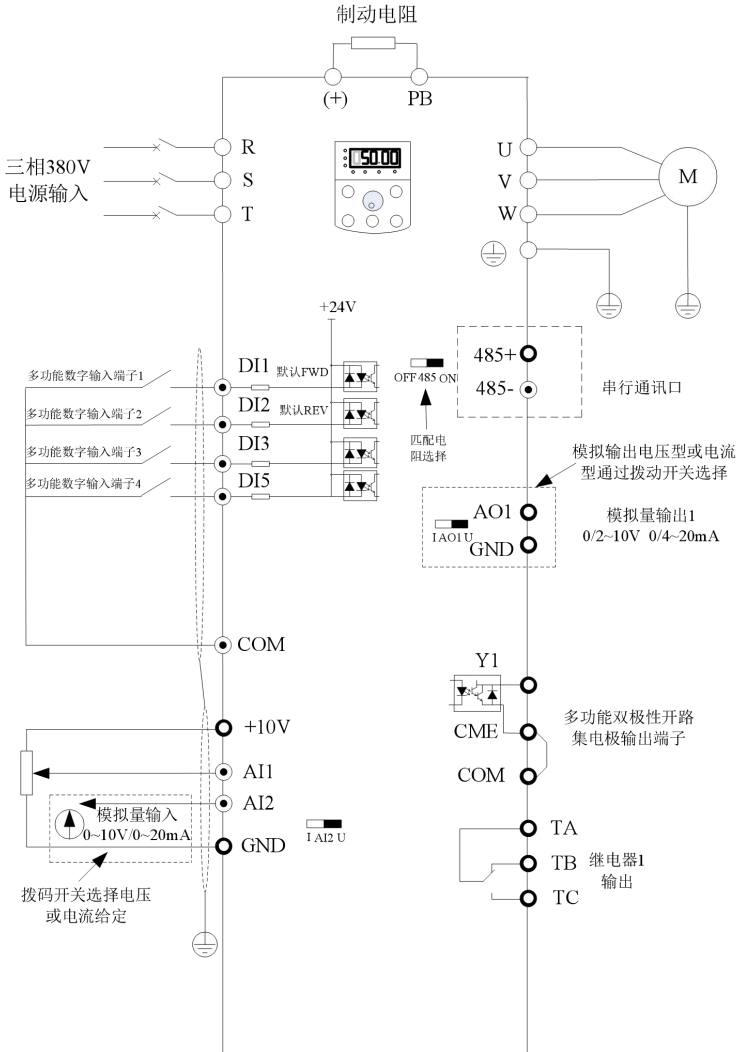 制动电阻
(+)
PB
三相380V
电源输入
R
S
T
50.00
U
V
W
M
+24V
多功能数字输入端子1
DI1
默认FWD
多功能数字输入端子2
DI2
默认REV
多功能数字输入端子3
DI3
多功能数字输入端子4
DI5
OFF 485 ON
匹配电
阻选择
485+
485-
串行通讯口
模拟输出电压型或电流
型通过拨动开关选择
AO1
I AO1 U
GND
模拟量输出1
0/2~10V 0/4~20mA
COM
Y1
CME
COM
多功能双极性开路
集电极输出端子
+10V
AI1
AI2
模拟量输入
0~10V/0~20mA
GND
I AI2 U
拨码开关选择电压
或电流给定
TA
TB
TC
继电器1
输出